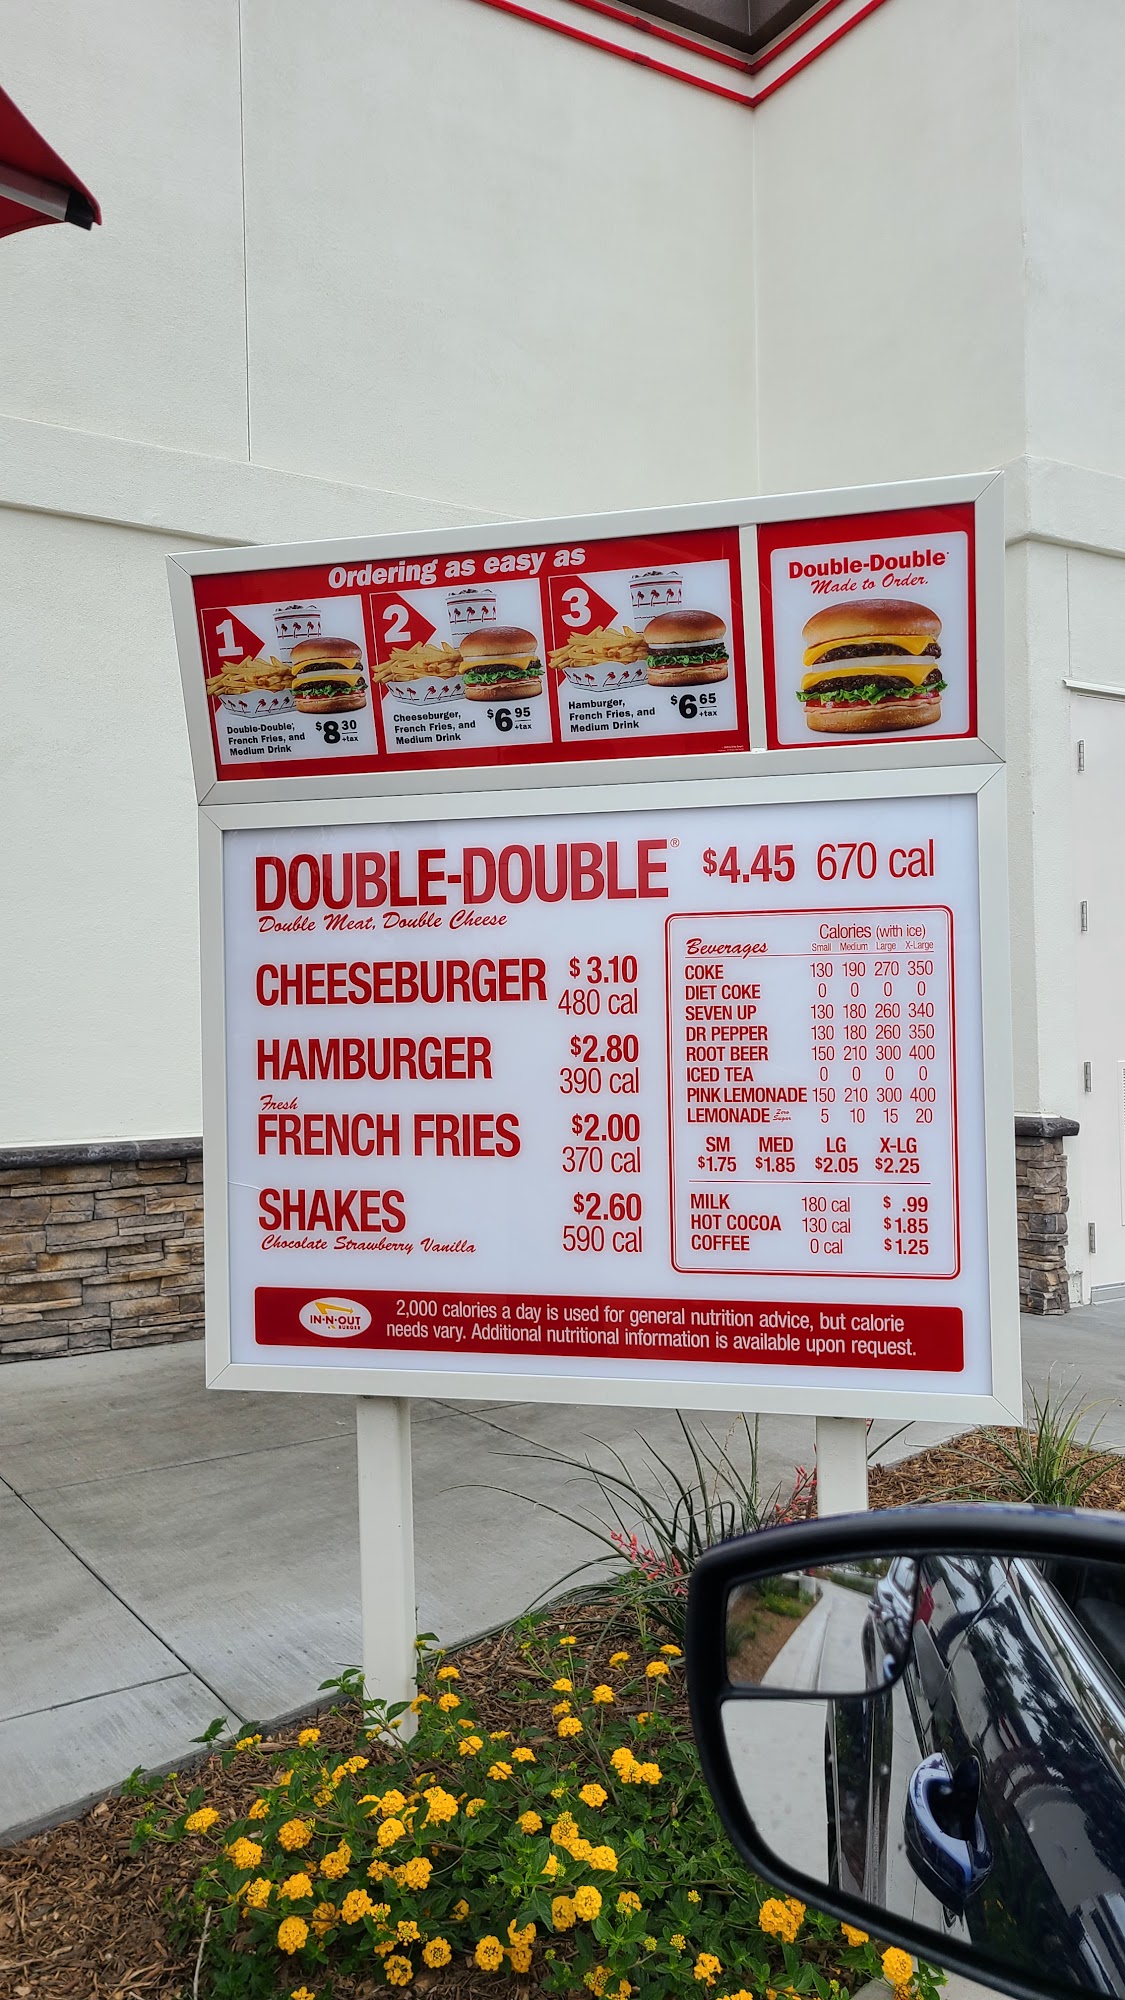 Ordering as easy as
1
Double-Double,
French Fries, and
Medium Drink
$8 30
+tax
2
Cheeseburger,
French Fries, and
Medium Drink
$6 95
+tax
3
Hamburger,
French Fries, and
Medium Drink
$6 65
+tax
Double-Double
Made to Order.
DOUBLE-DOUBLE® $4.45 670 cal
Double Meat, Double Cheese
CHEESEBURGER $3.10
480 cal
HAMBURGER $2.80
390 cal
Fresh
FRENCH FRIES $2.00
370 cal
SHAKES $2.60
Chocolate Strawberry Vanilla 590 cal
Calories (with ice)
Beverages Small Medium Large X-Large
COKE 130 190 270 350
DIET COKE 0 0 0 0
SEVEN UP 130 180 260 340
DR PEPPER 130 180 260 350
ROOT BEER 150 210 300 400
ICED TEA 0 0 0 0
PINK LEMONADE 150 210 300 400
LEMONADE Zero Sugar 5 10 15 20
SM MED LG X-LG
$1.75 $1.85 $2.05 $2.25
MILK 180 cal $ .99
HOT COCOA 130 cal $1.85
COFFEE 0 cal $1.25
IN-N-OUT
BURGER
2,000 calories a day is used for general nutrition advice, but calorie
needs vary. Additional nutritional information is available upon request.